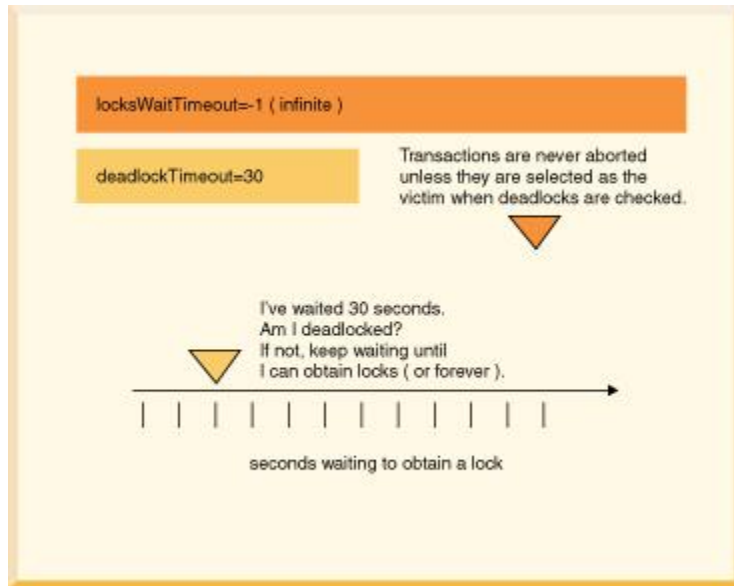 locksWaitTimeout=-1 ( infinite )
deadlockTimeout=30
Transactions are never aborted
unless they are selected as the
victim when deadlocks are checked.
I've waited 30 seconds.
Am I deadlocked?
If not, keep waiting until
I can obtain locks ( or forever ).
seconds waiting to obtain a lock